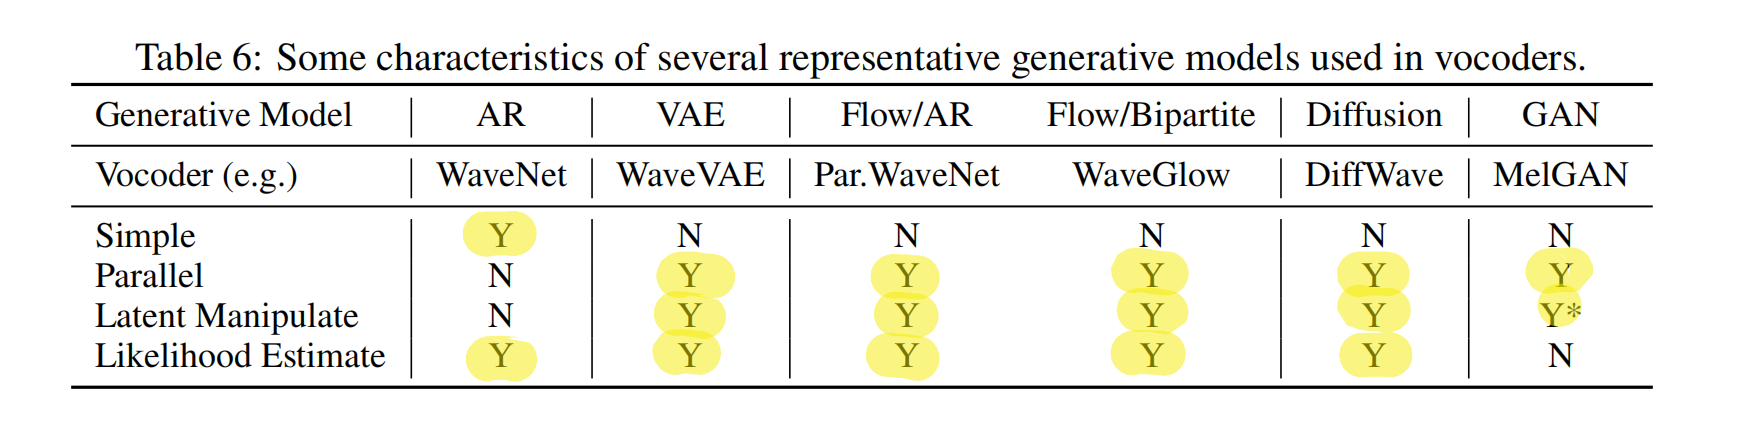 Table 6: Some characteristics of several representative generative models used in vocoders.
Generative Model AR VAE Flow/AR Flow/Bipartite Diffusion GAN
Vocoder (e.g.) WaveNet WaveVAE Par.WaveNet WaveGlow DiffWave MelGAN
Simple Y N N N N N
Parallel N Y Y Y Y Y
Latent Manipulate N Y Y Y Y Y*
Likelihood Estimate Y Y Y Y Y N